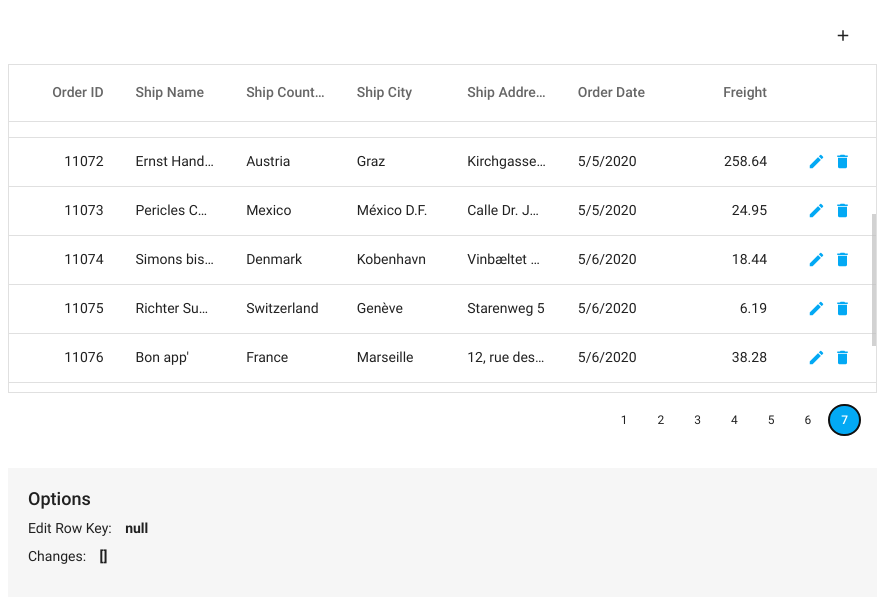 +
Order ID Ship Name Ship Count... Ship City Ship Addre... Order Date Freight
11072 Ernst Hand... Austria Graz Kirchgasse... 5/5/2020 258.64
11073 Pericles C... Mexico México D.F. Calle Dr. J... 5/5/2020 24.95
11074 Simons bis... Denmark Kobenhavn Vinbæltet ... 5/6/2020 18.44
11075 Richter Su... Switzerland Genève Starenweg 5 5/6/2020 6.19
11076 Bon app' France Marseille 12, rue des... 5/6/2020 38.28
1 2 3 4 5 6 7
Options
Edit Row Key: null
Changes: []